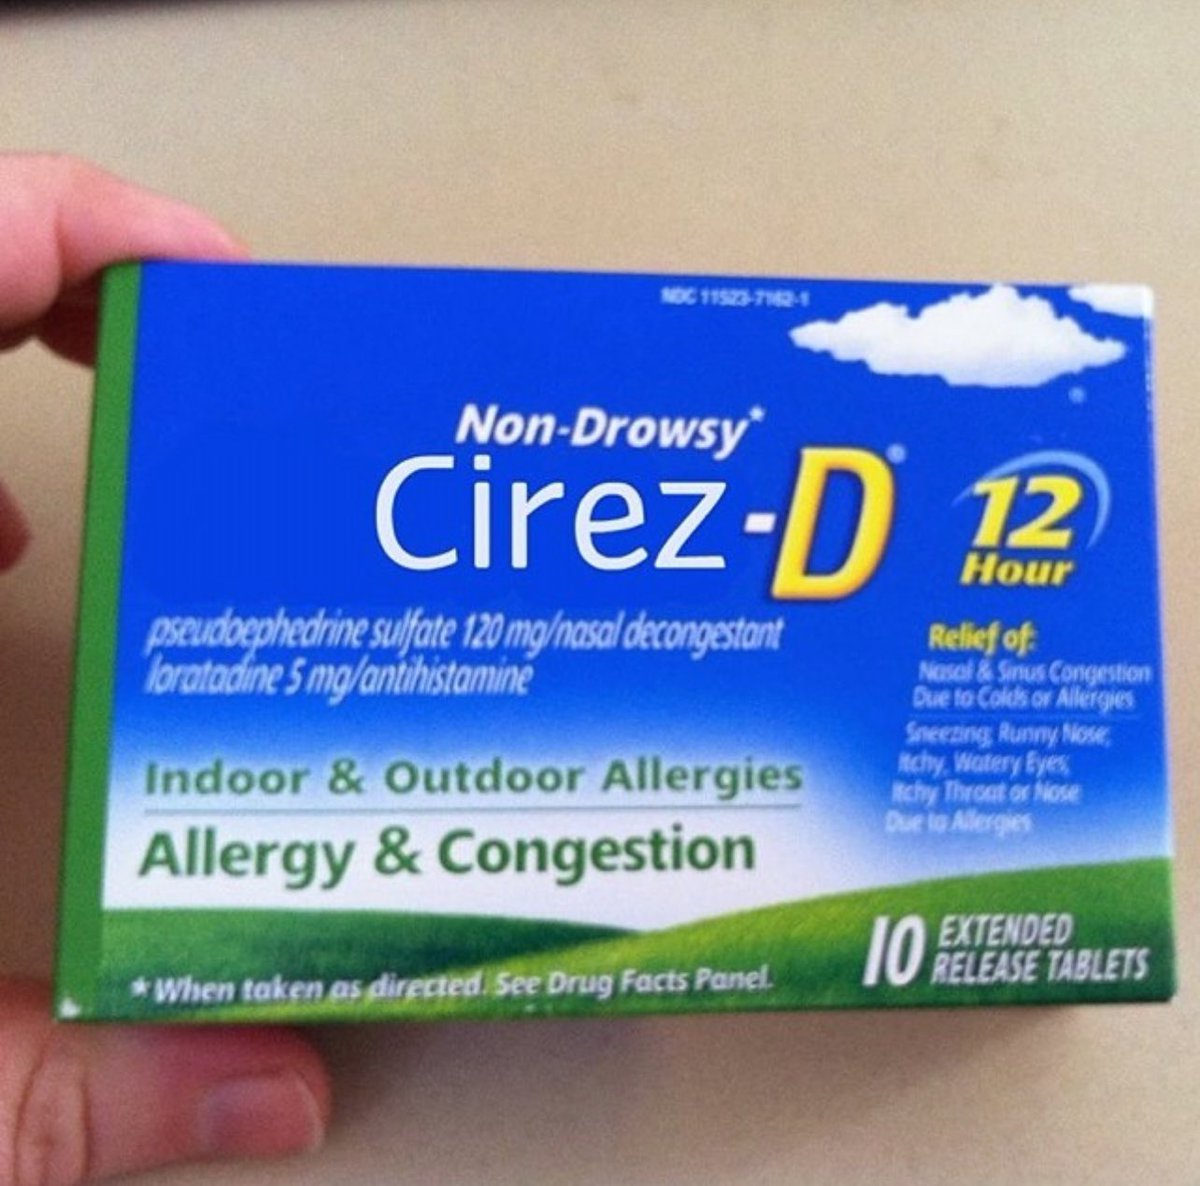 NDC 11523-7162-1
Non-Drowsy*
Cirez-D®
12
Hour
pseudoephedrine sulfate 120 mg/nasal decongestant
loratadine 5 mg/antihistamine
Relief of:
Nasal & Sinus Congestion
Due to Colds or Allergies
Sneezing; Runny Nose;
Itchy, Watery Eyes;
Itchy Throat or Nose
Due to Allergies
Indoor & Outdoor Allergies
Allergy & Congestion
10 EXTENDED
RELEASE TABLETS
*When taken as directed. See Drug Facts Panel.